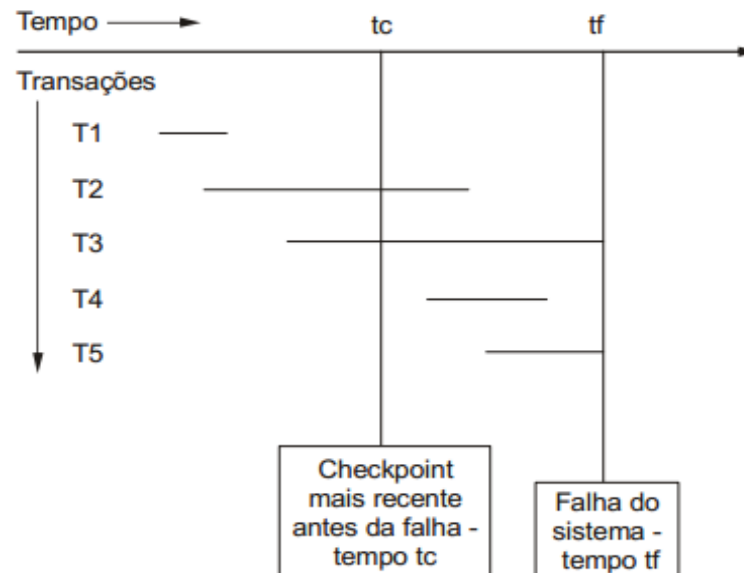 Tempo
tc
tf
Transações
T1
T2
T3
T4
T5
Checkpoint
mais recente
antes da falha -
tempo tc
Falha do
sistema -
tempo tf